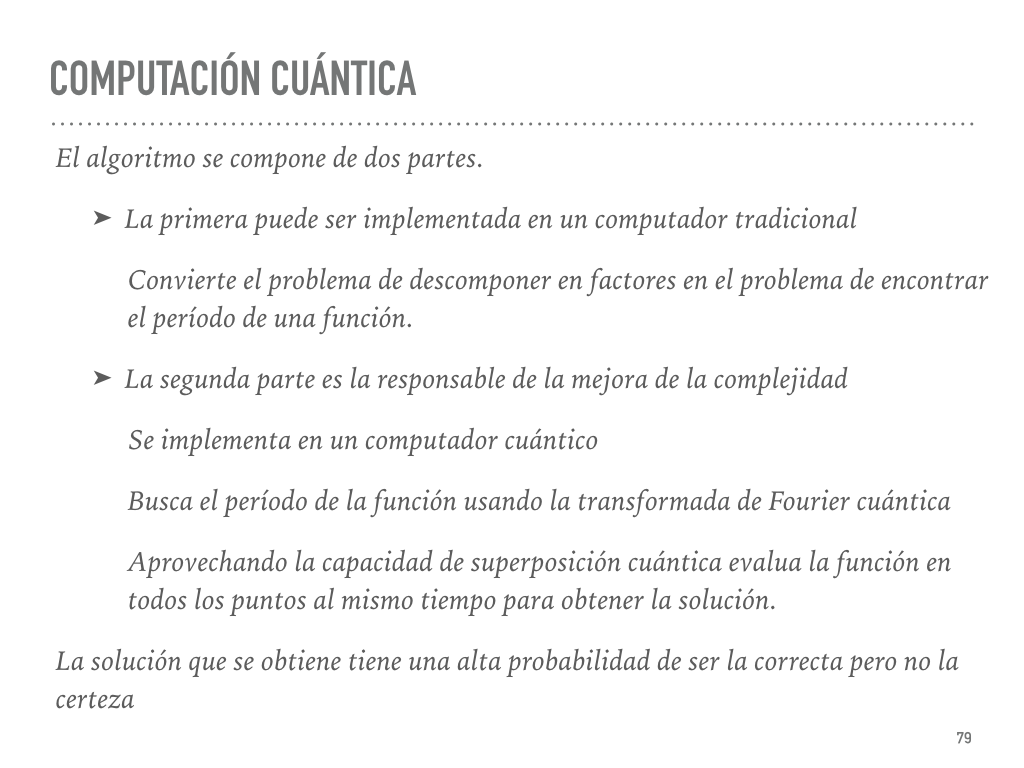 COMPUTACIÓN CUÁNTICA
El algoritmo se compone de dos partes.
➤ La primera puede ser implementada en un computador tradicional
Convierte el problema de descomponer en factores en el problema de encontrar
el período de una función.
➤ La segunda parte es la responsable de la mejora de la complejidad
Se implementa en un computador cuántico
Busca el período de la función usando la transformada de Fourier cuántica
Aprovechando la capacidad de superposición cuántica evalua la función en
todos los puntos al mismo tiempo para obtener la solución.
La solución que se obtiene tiene una alta probabilidad de ser la correcta pero no la
certeza
79